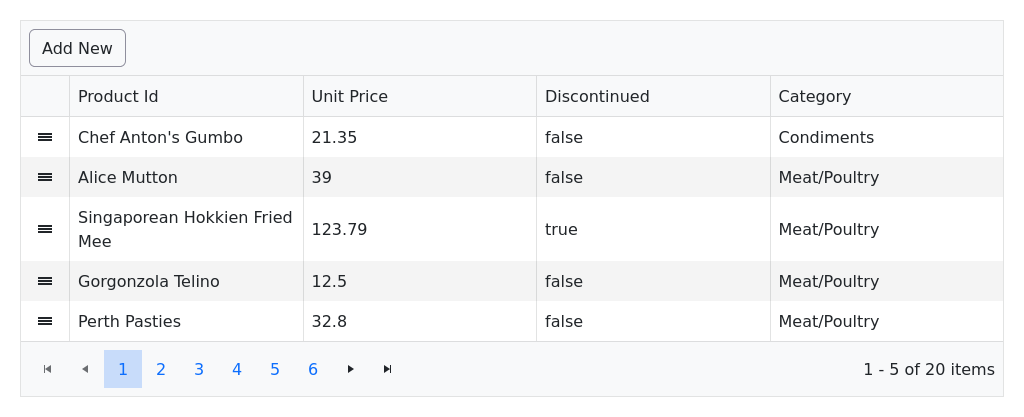 Add New
Product Id Unit Price Discontinued Category
Chef Anton's Gumbo 21.35 false Condiments
Alice Mutton 39 false Meat/Poultry
Singaporean Hokkien Fried
Mee 123.79 true Meat/Poultry
Gorgonzola Telino 12.5 false Meat/Poultry
Perth Pasties 32.8 false Meat/Poultry
1 2 3 4 5 6 1 - 5 of 20 items